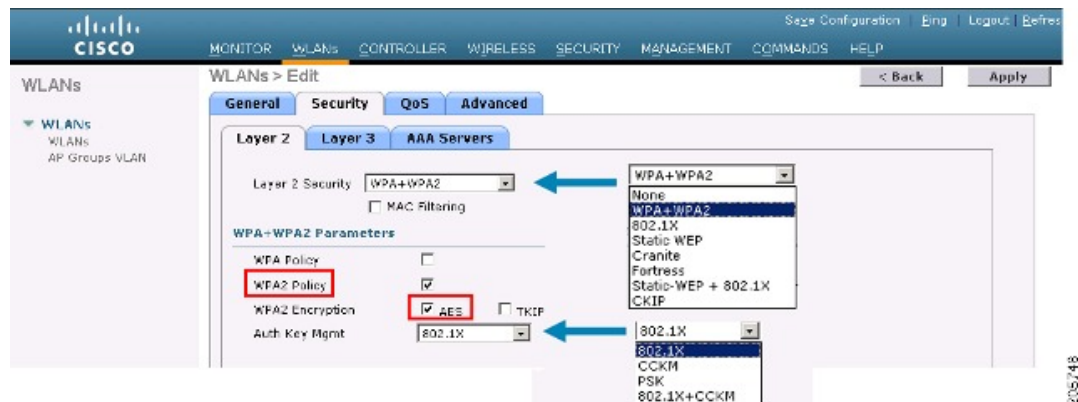 Save Configuration | Ping | Logout | Refres
CISCO
MONITOR WLANs CONTROLLER WIRELESS SECURITY MANAGEMENT COMMANDS HELP
WLANs
WLANs > Edit
< Back
Apply
General Security QoS Advanced
WLANs
WLANs
AP Groups VLAN
Layer 2 Layer 3 AAA Servers
Layer 2 Security WPA+WPA2
MAC Filtering
WPA+WPA2 Parameters
WPA Policy
WPA2 Policy
WPA2 Encryption AES TKIP
Auth Key Mgmt 802.1X
WPA+WPA2
None
WPA+WPA2
802.1X
Static WEP
Cranite
Fortress
Static-WEP + 802.1X
CKIP
802.1X
802.1X
CCKM
PSK
802.1X+CCKM
205748